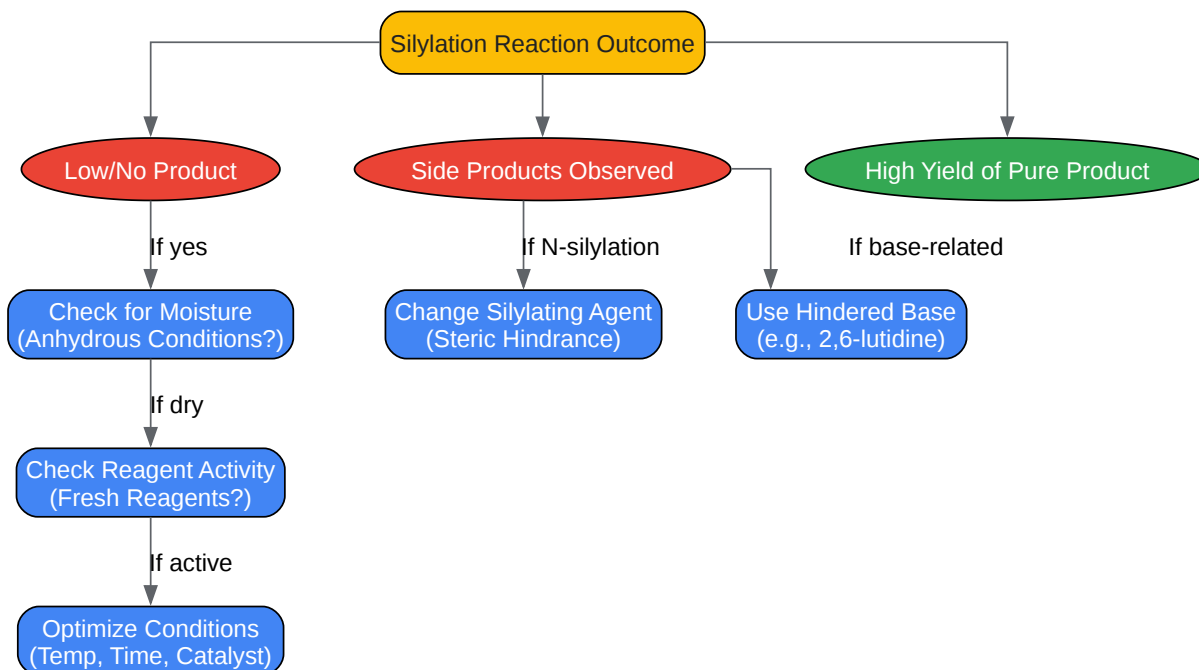 Silylation Reaction Outcome
Low/No Product
Side Products Observed
High Yield of Pure Product
If yes
If N-silylation
If base-related
Check for Moisture
(Anhydrous Conditions?)
Change Silylating Agent
(Steric Hindrance)
Use Hindered Base
(e.g., 2,6-lutidine)
If dry
Check Reagent Activity
(Fresh Reagents?)
If active
Optimize Conditions
(Temp, Time, Catalyst)